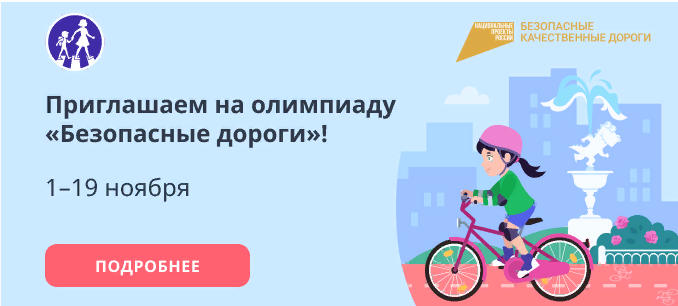 НАЦИОНАЛЬНЫЕ
ПРОЕКТЫ
РОССИИ
БЕЗОПАСНЫЕ
КАЧЕСТВЕННЫЕ ДОРОГИ
Приглашаем на олимпиаду
«Безопасные дороги»!
1–19 ноября
ПОДРОБНЕЕ